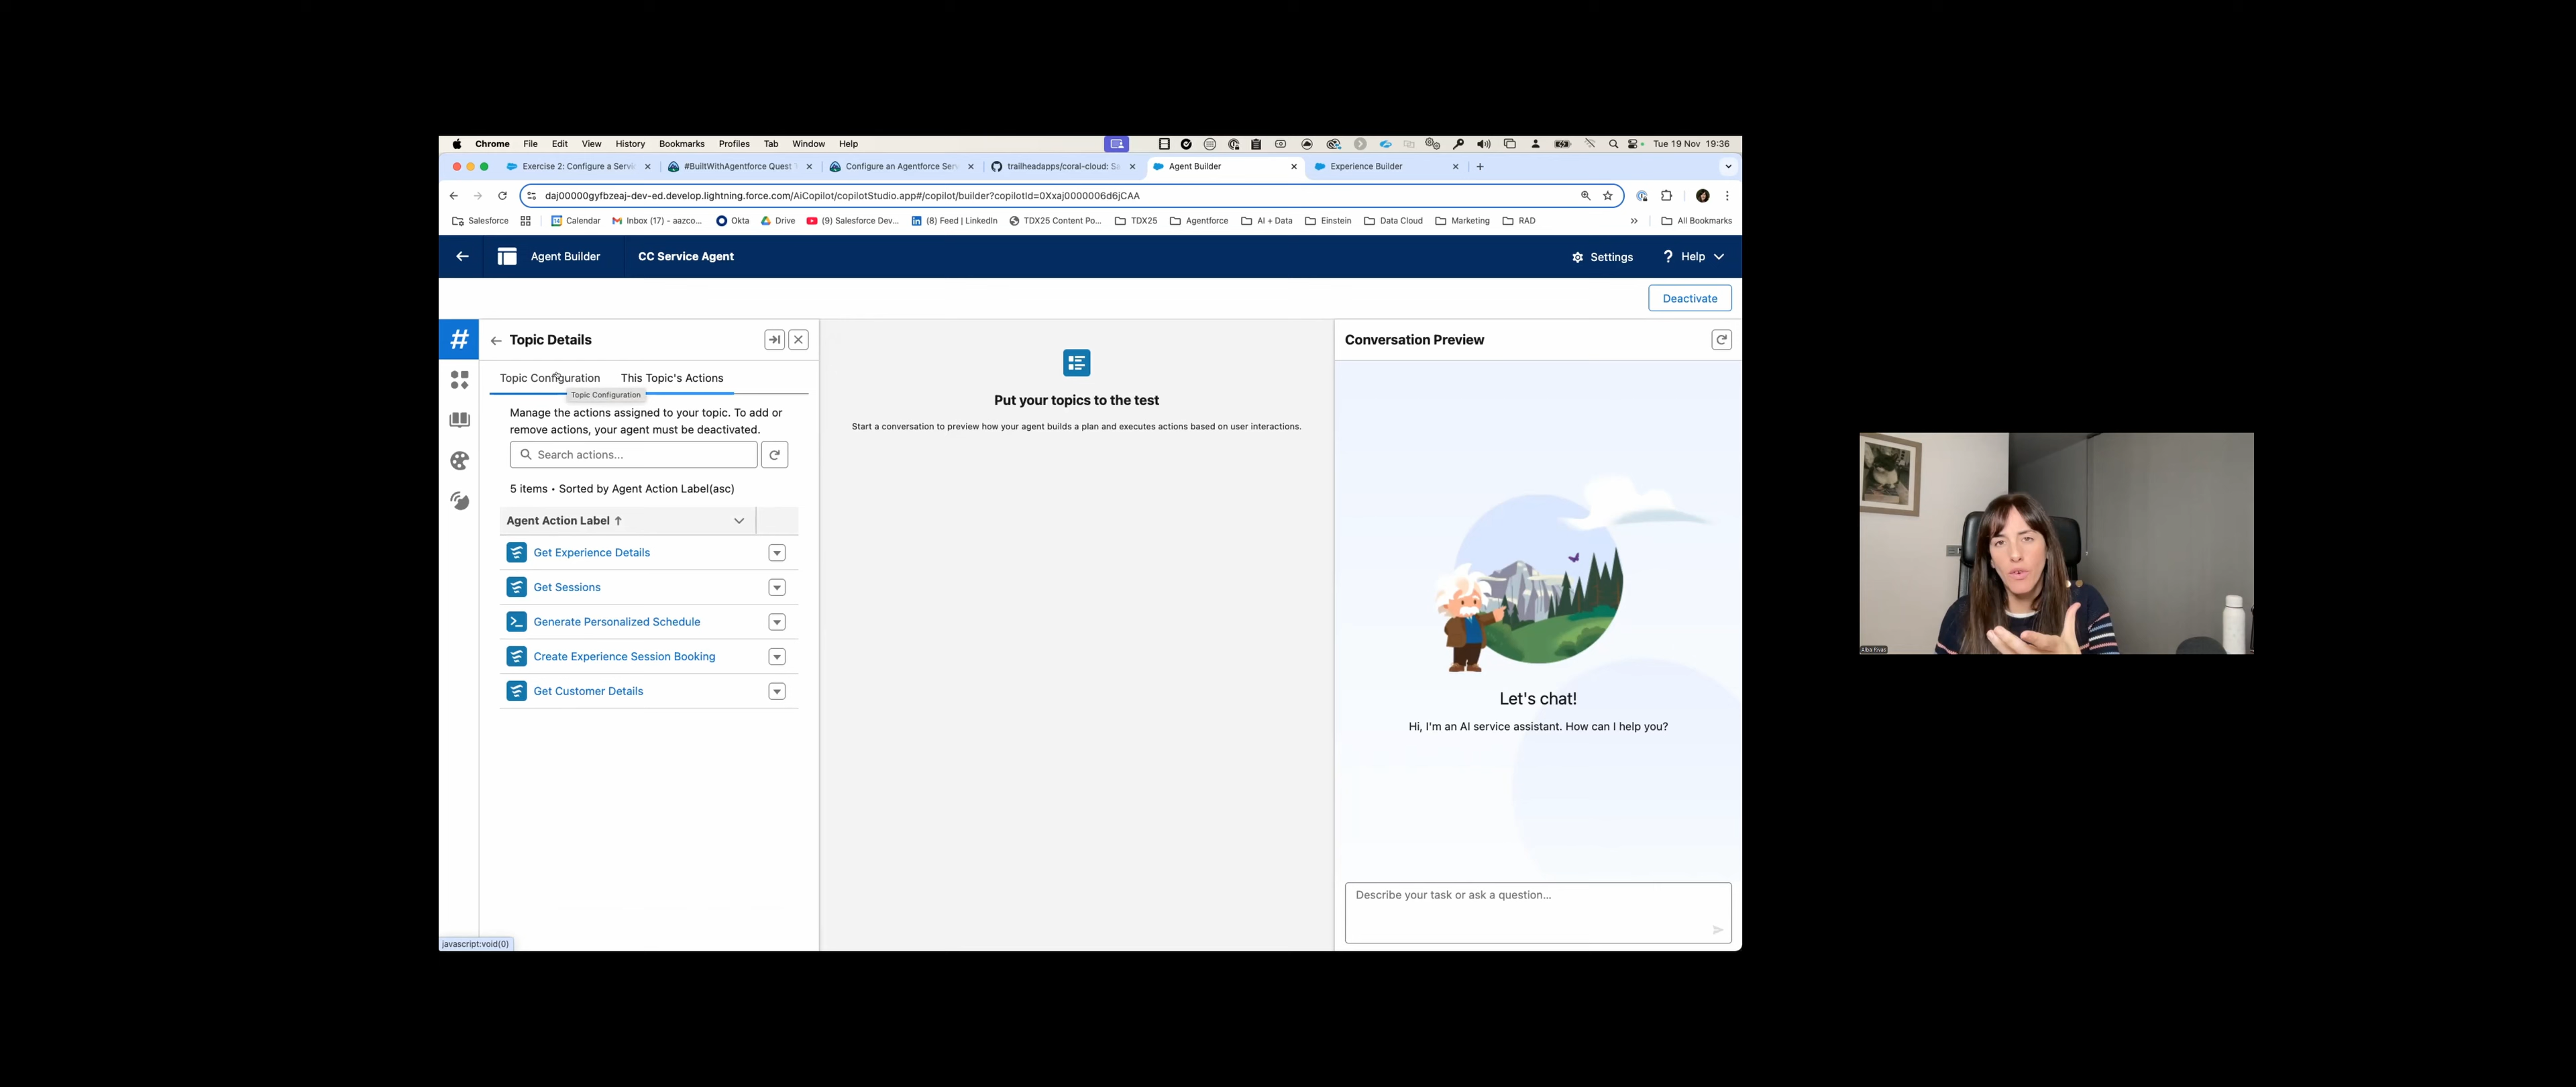 Chrome File Edit View History Bookmarks Profiles Tab Window Help Tue 19 Nov 19:36
Exercise 2: Configure a Servi #BuiltWithAgentforce Quest Configure an Agentforce Serv trailheadapps/coral-cloud: Sa Agent Builder Experience Builder
daj00000gyfbzeaj-dev-ed.develop.lightning.force.com/AiCopilot/copilotStudio.app#/copilot/builder?copilotId=0Xxaj0000006d6jCAA
Salesforce Calendar Inbox (17) - aazco... Okta Drive (9) Salesforce Dev... (8) Feed | LinkedIn TDX25 Content Po... TDX25 Agentforce AI + Data Einstein Data Cloud Marketing RAD » All Bookmarks
Agent Builder CC Service Agent Settings ? Help
Deactivate
Topic Details
Topic Configuration This Topic's Actions
Topic Configuration
Manage the actions assigned to your topic. To add or
remove actions, your agent must be deactivated.
Search actions...
5 items • Sorted by Agent Action Label(asc)
Agent Action Label ↑
Get Experience Details
Get Sessions
Generate Personalized Schedule
Create Experience Session Booking
Get Customer Details
javascript:void(0)
Put your topics to the test
Start a conversation to preview how your agent builds a plan and executes actions based on user interactions.
Conversation Preview
Let's chat!
Hi, I'm an AI service assistant. How can I help you?
Describe your task or ask a question...
Alba Rivas